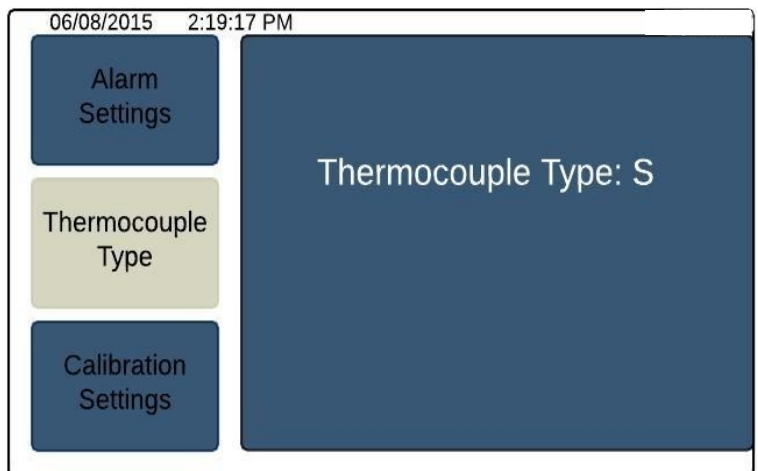 06/08/2015 2:19:17 PM
Alarm
Settings
Thermocouple
Type
Calibration
Settings
Thermocouple Type: S